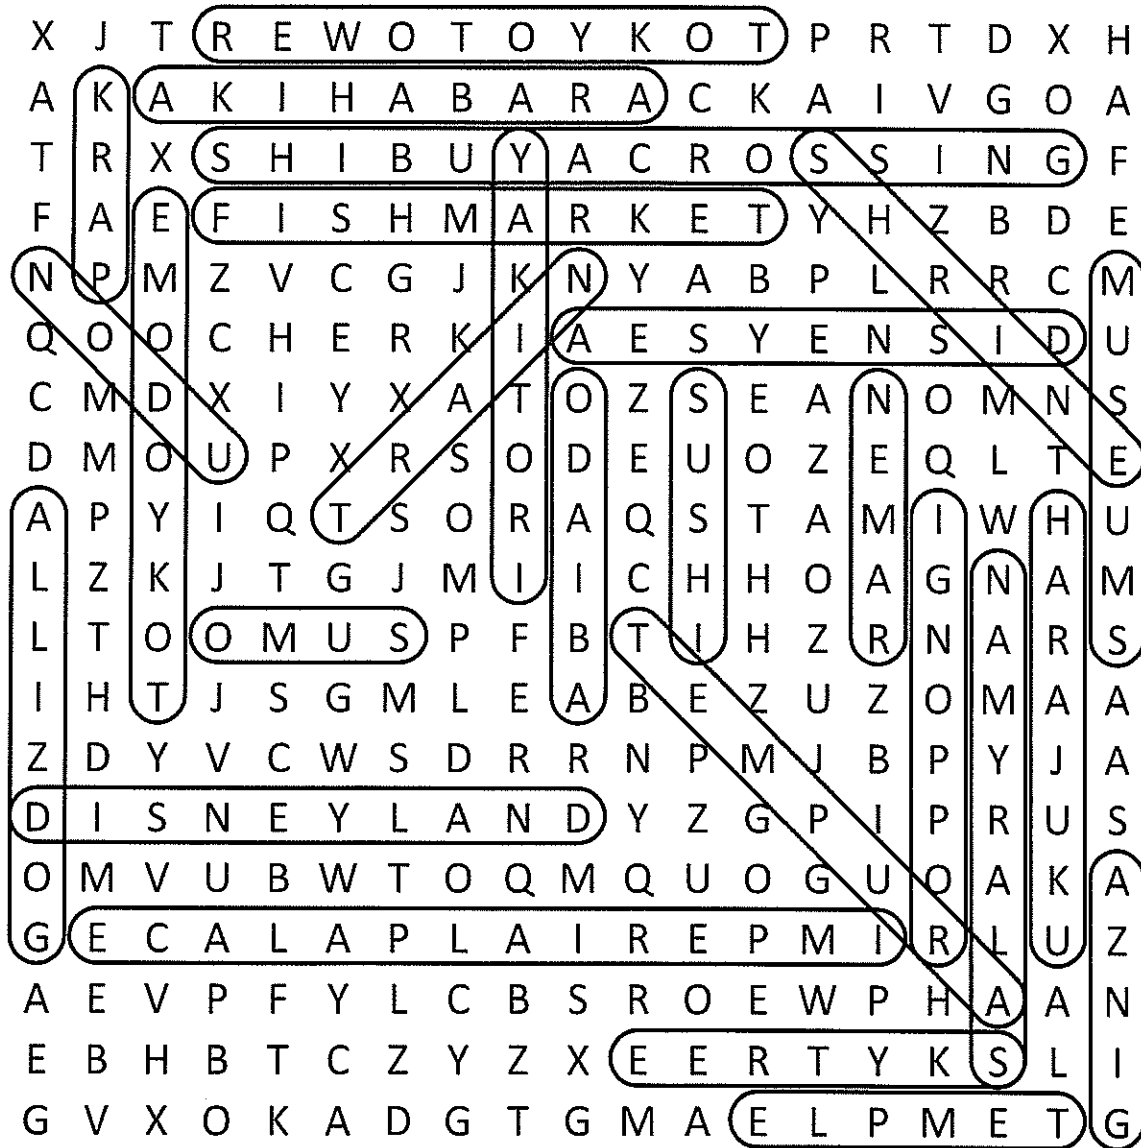 X J T R E W O T O Y K O T P R T D X H
A K A K I H A B A R A C K A I V G O A
T R X S H I B U Y A C R O S S I N G F
F A E F I S H M A R K E T Y H Z B D E
N P M Z V C G J K N Y A B P L R R C M
Q O O C H E R K I A E S Y E N S I D U
C M D X I Y X A T O Z S E A N O M N S
D M O U P X R S O D E U O Z E Q L T E
A P Y I Q T S O R A Q S T A M I W H U
L Z K J T G J M I I C H H O A G N A M
L T O O M U S P F B T I H Z R N A R S
I H T J S G M L E A B E Z U Z O M A A
Z D Y V C W S D R R N P M J B P Y J A
D I S N E Y L A N D Y Z G P I P R U S
O M V U B W T O Q M Q U O G U O A K A
G E C A L A P L A I R E P M I R L U Z
A E V P F Y L C B S R O E W P H A A N
E B H B T C Z Y Z X E E R T Y K S L I
G V X O K A D G T G M A E L P M E T G